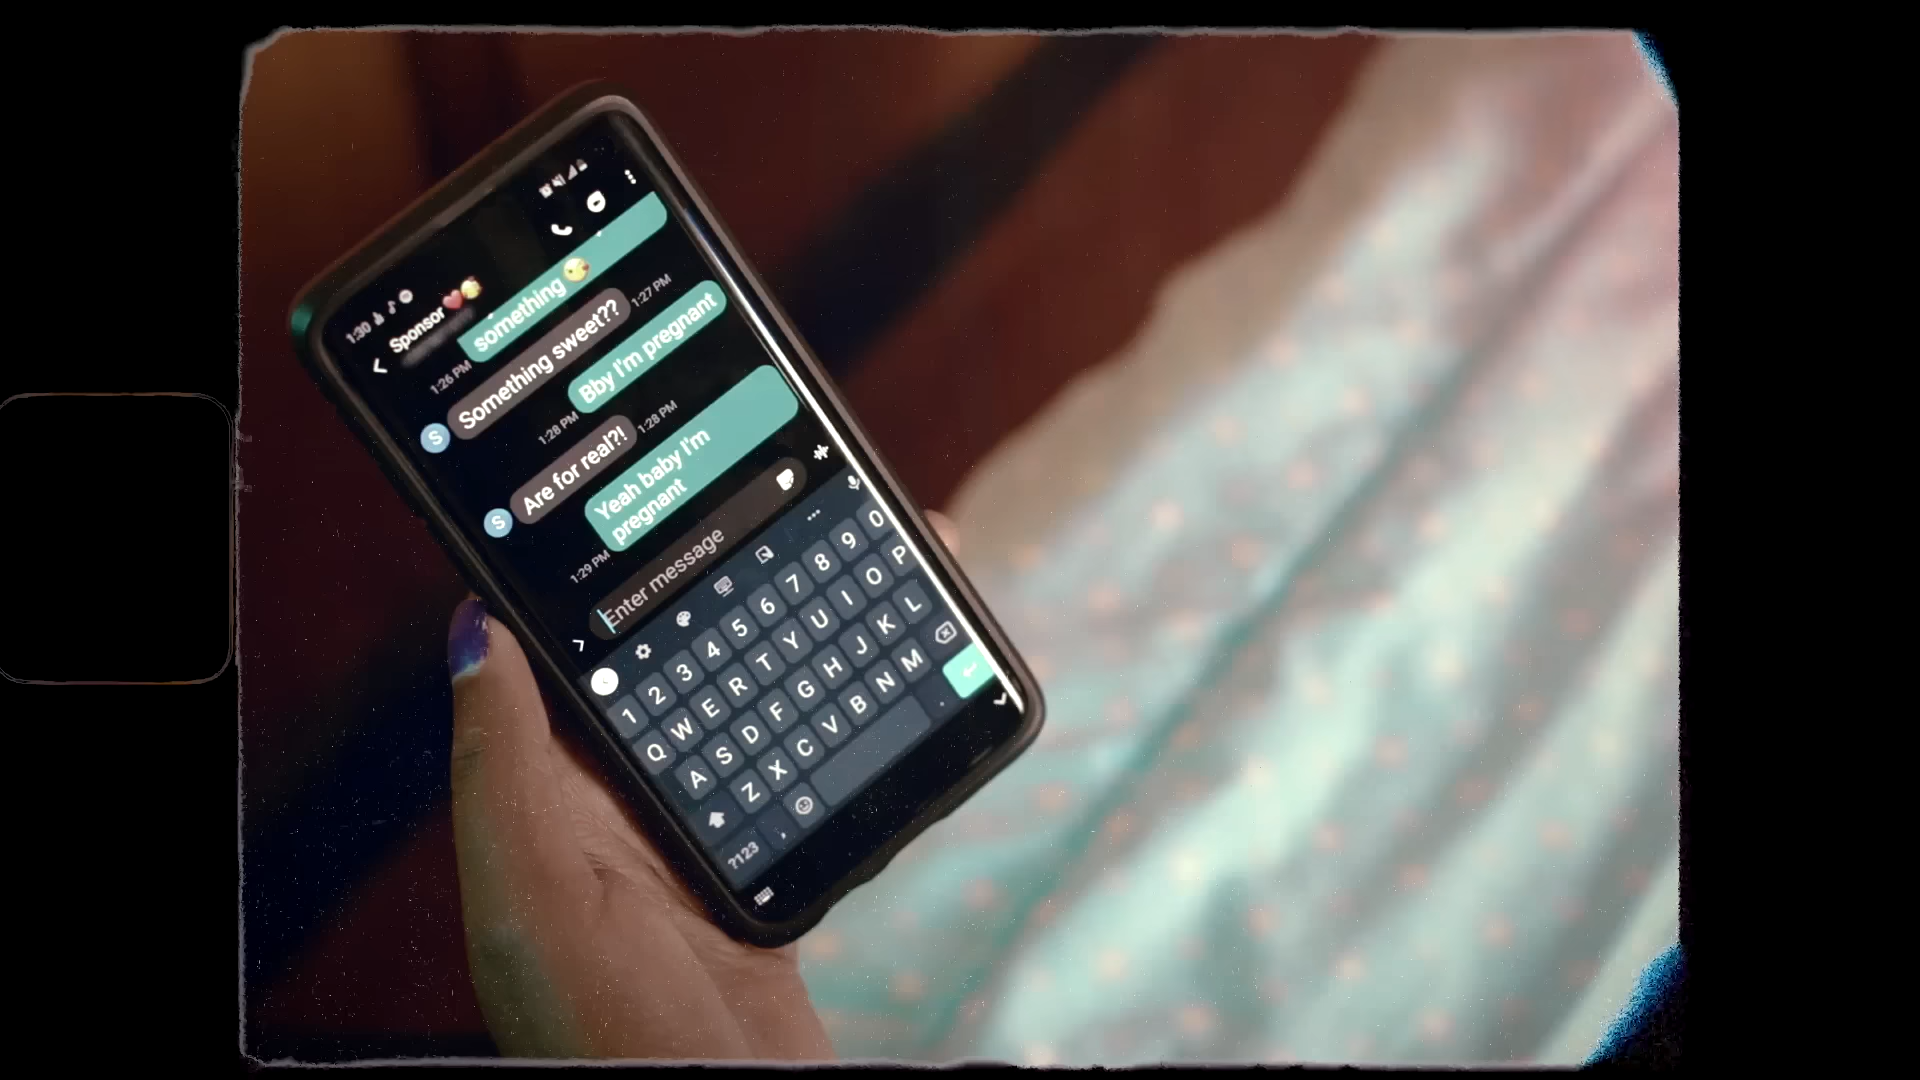 1:30
Sponsor ❤️
something
1:26 PM
Something sweet??
1:27 PM
S
Bby I'm pregnant
1:28 PM
Are for real?!
1:28 PM
S
Yeah baby I'm
pregnant
1:29 PM
Enter message
1 2 3 4 5 6 7 8 9 0
Q W E R T Y U I O P
A S D F G H J K L
Z X C V B N M
?123 , .